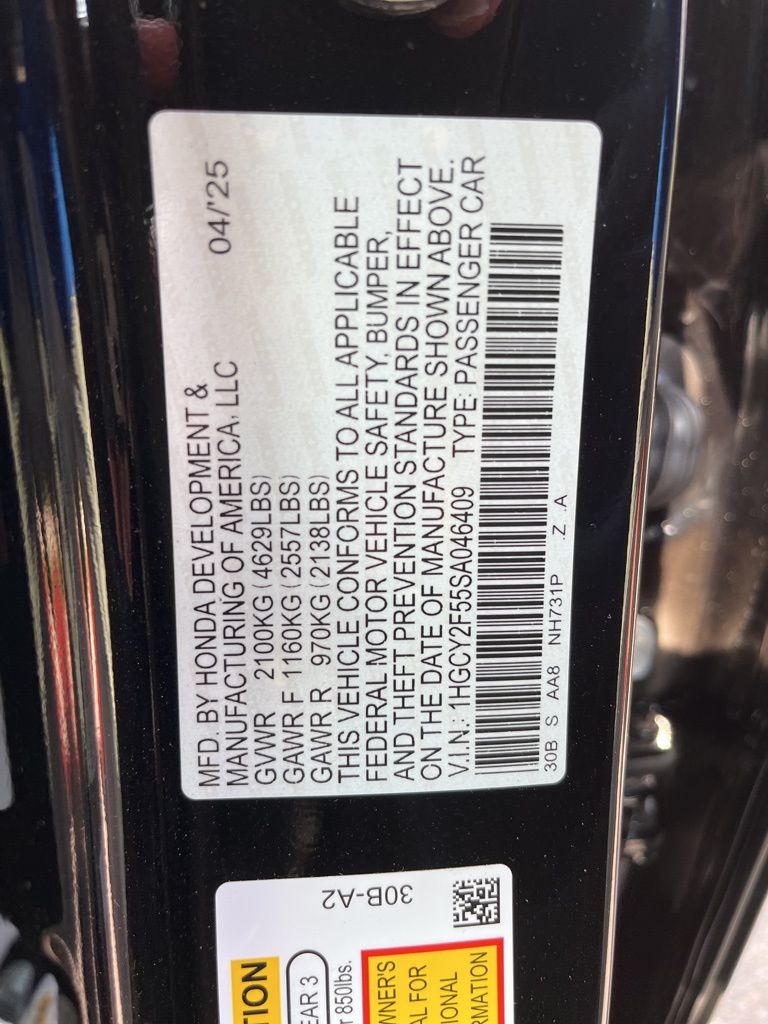 MFD. BY HONDA DEVELOPMENT &
MANUFACTURING OF AMERICA, LLC 04/'25
GVWR 2100KG (4629LBS)
GAWR F 1160KG (2557LBS)
GAWR R 970KG (2138LBS)
THIS VEHICLE CONFORMS TO ALL APPLICABLE
FEDERAL MOTOR VEHICLE SAFETY, BUMPER,
AND THEFT PREVENTION STANDARDS IN EFFECT
ON THE DATE OF MANUFACTURE SHOWN ABOVE.
V.I.N.: 1HGCY2F55SA046409 TYPE: PASSENGER CAR
30B S AA8 NH731P .Z .A
30B-A2
TION
EAR 3
r 850lbs.
WNER'S
AL FOR
IONAL
RMATION